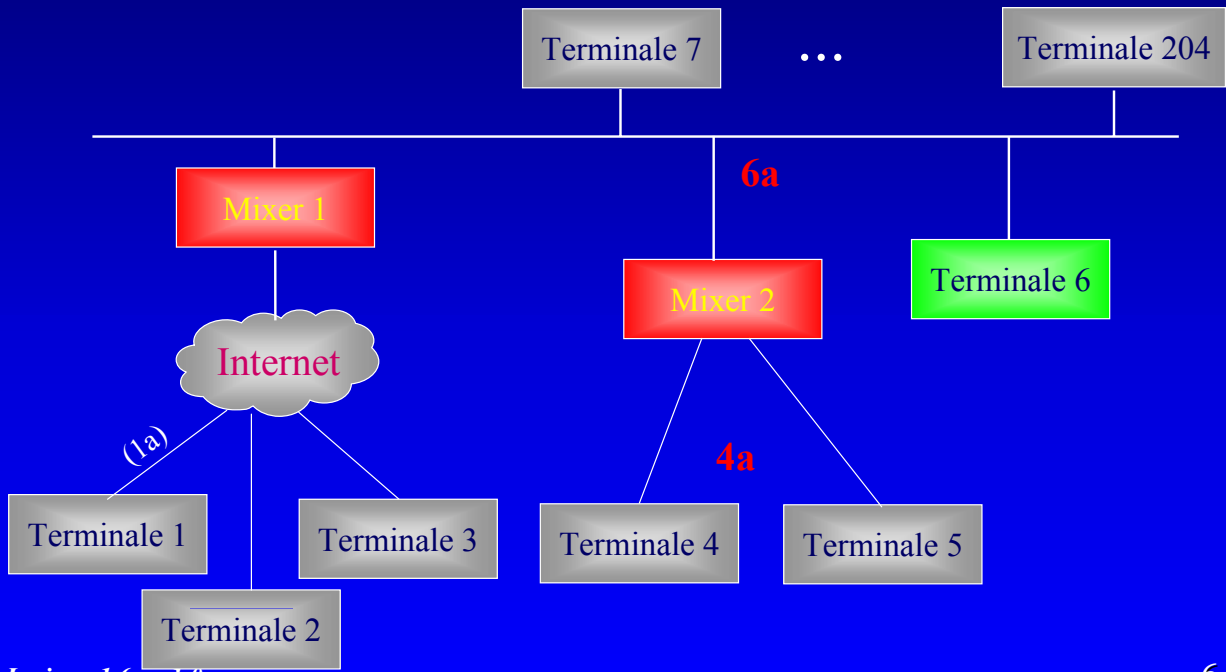 Terminale 7
...
Terminale 204
6a
Mixer 1
Mixer 2
Terminale 6
Internet
(1a)
4a
Terminale 1
Terminale 3
Terminale 4
Terminale 5
Terminale 2
6